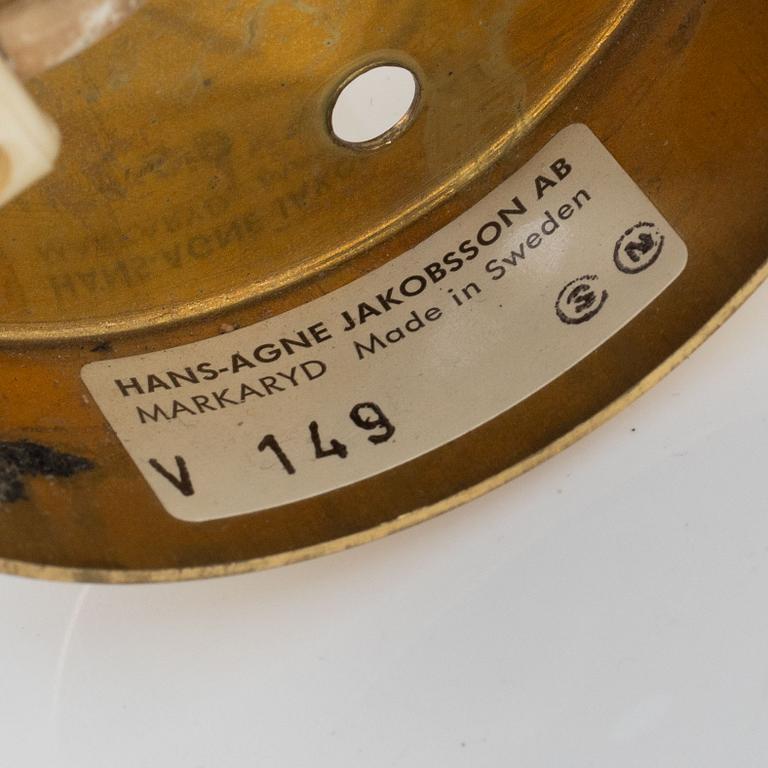 HANS-AGNE JAKOBSSON AB
MARKARYD Made in Sweden
V 149
S N